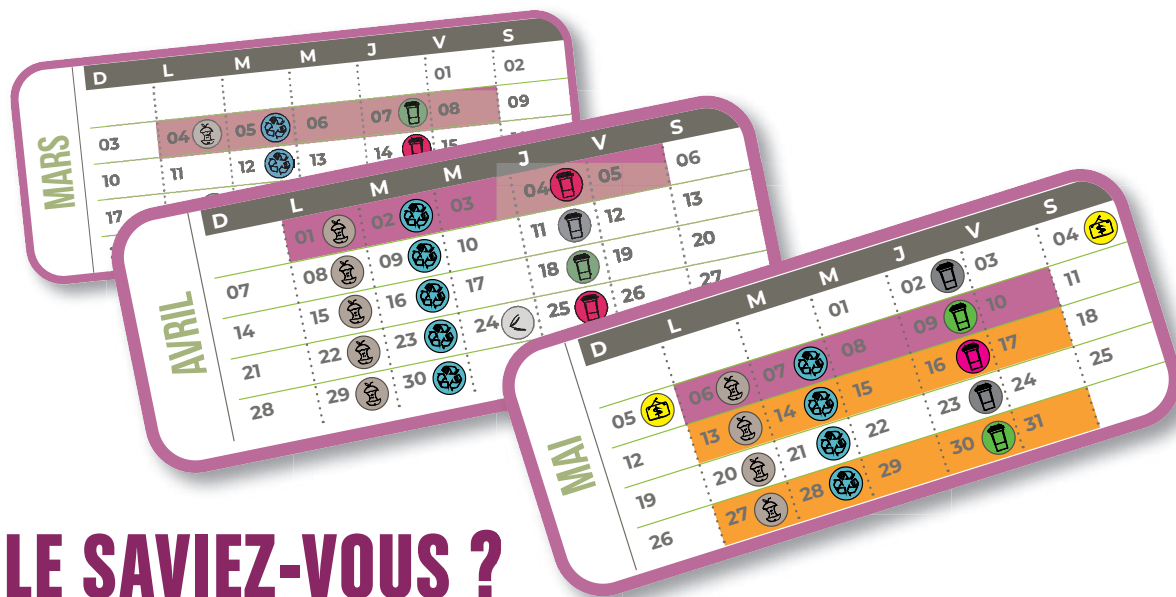 MARS
D L M M J V S
01 02
03 04 05 06 07 08 09
10 11 12 13 14 15
17
AVRIL
D L M M J V S
01 02 03 04 05 06
07 08 09 10 11 12 13
14 15 16 17 18 19 20
21 22 23 24 25 26 27
28 29 30
MAI
D L M M J V S
01 02 03 04
05 06 07 08 09 10 11
12 13 14 15 16 17 18
19 20 21 22 23 24 25
26 27 28 29 30 31
LE SAVIEZ-VOUS ?